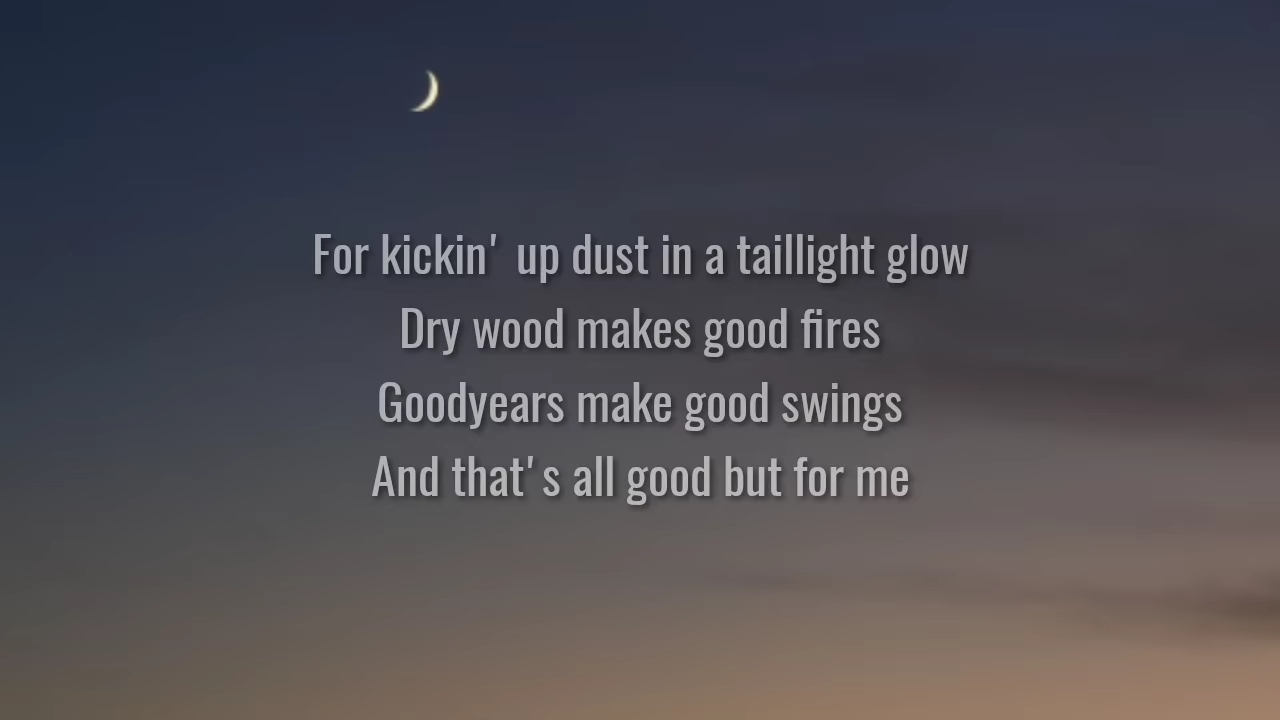 For kickin' up dust in a taillight glow
Dry wood makes good fires
Goodyears make good swings
And that's all good but for me